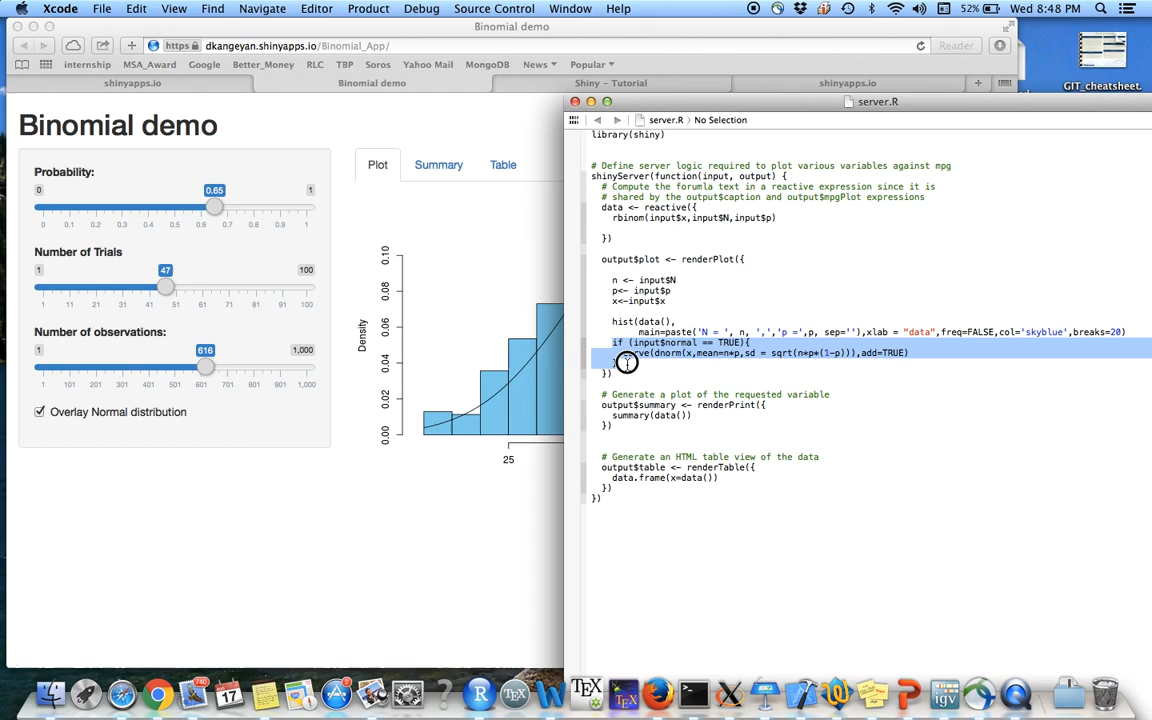 Xcode File Edit View Find Navigate Editor Product Debug Source Control Window Help 52% Wed 8:48 PM
Binomial demo
https dkangeyan.shinyapps.io/Binomial_App/ Reader
internship MSA_Award Google Better_Money RLC TBP Soros Yahoo Mail MongoDB News Popular
shinyapps.io Binomial demo Shiny - Tutorial shinyapps.io
GIT_cheatsheet.
Binomial demo
Probability:
0 0.65 1
0 0.1 0.2 0.3 0.4 0.5 0.6 0.7 0.8 0.9 1
Number of Trials
1 47 100
1 11 21 31 41 51 61 71 81 91 100
Number of observations:
1 616 1,000
1 101 201 301 401 501 601 701 801 901 1,000
Overlay Normal distribution
Plot Summary Table
Density
0.00 0.02 0.04 0.06 0.08 0.10
25
server.R
server.R No Selection
library(shiny)
# Define server logic required to plot various variables against mpg
shinyServer(function(input, output) {
# Compute the forumla text in a reactive expression since it is
# shared by the output$caption and output$mpgPlot expressions
data <- reactive({
rbinom(input$x,input$N,input$p)
})
output$plot <- renderPlot({
n <- input$N
p<- input$p
x<-input$x
hist(data(),
main=paste('N = ', n, ',','p =',p, sep=''),xlab = "data",freq=FALSE,col='skyblue',breaks=20)
if (input$normal == TRUE){
curve(dnorm(x,mean=n*p,sd = sqrt(n*p*(1-p))),add=TRUE)
}
})
# Generate a plot of the requested variable
output$summary <- renderPrint({
summary(data())
})
# Generate an HTML table view of the data
output$table <- renderTable({
data.frame(x=data())
})
})
740
17
2